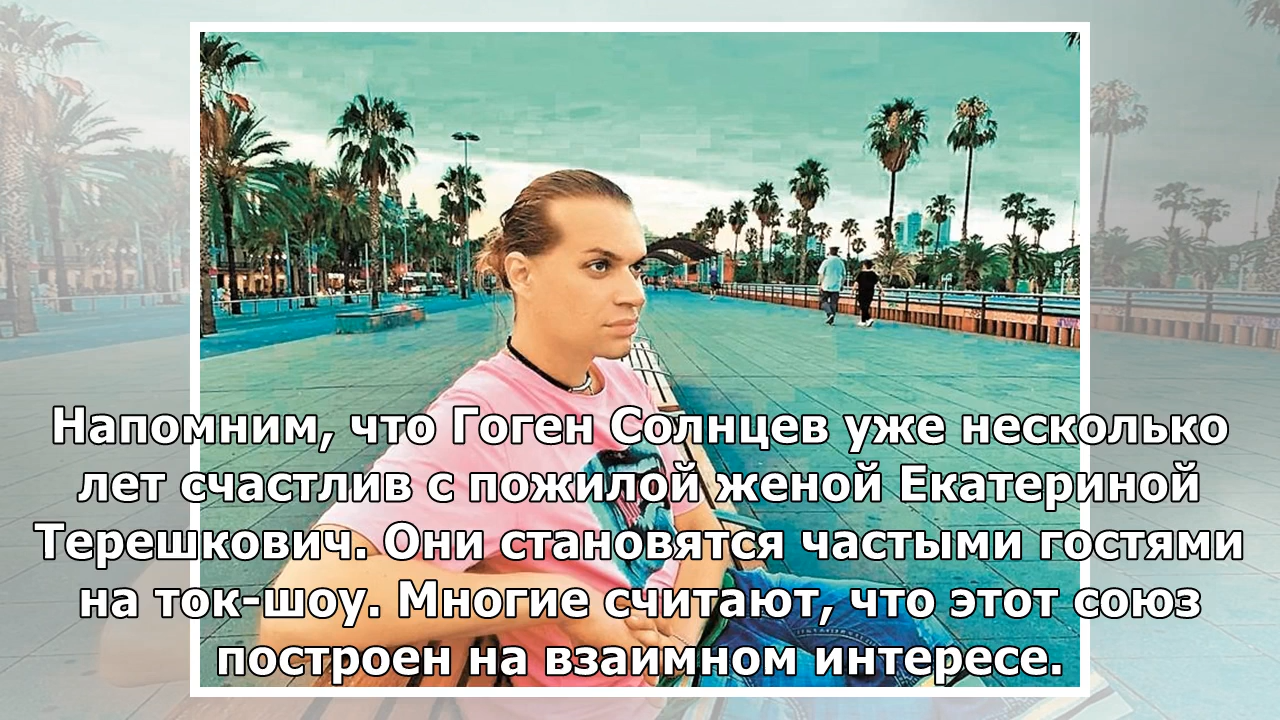 Напомним, что Гоген Солнцев уже несколько
лет счастлив с пожилой женой Екатериной
Терешкович. Они становятся частыми гостями
на ток-шоу. Многие считают, что этот союз
построен на взаимном интересе.